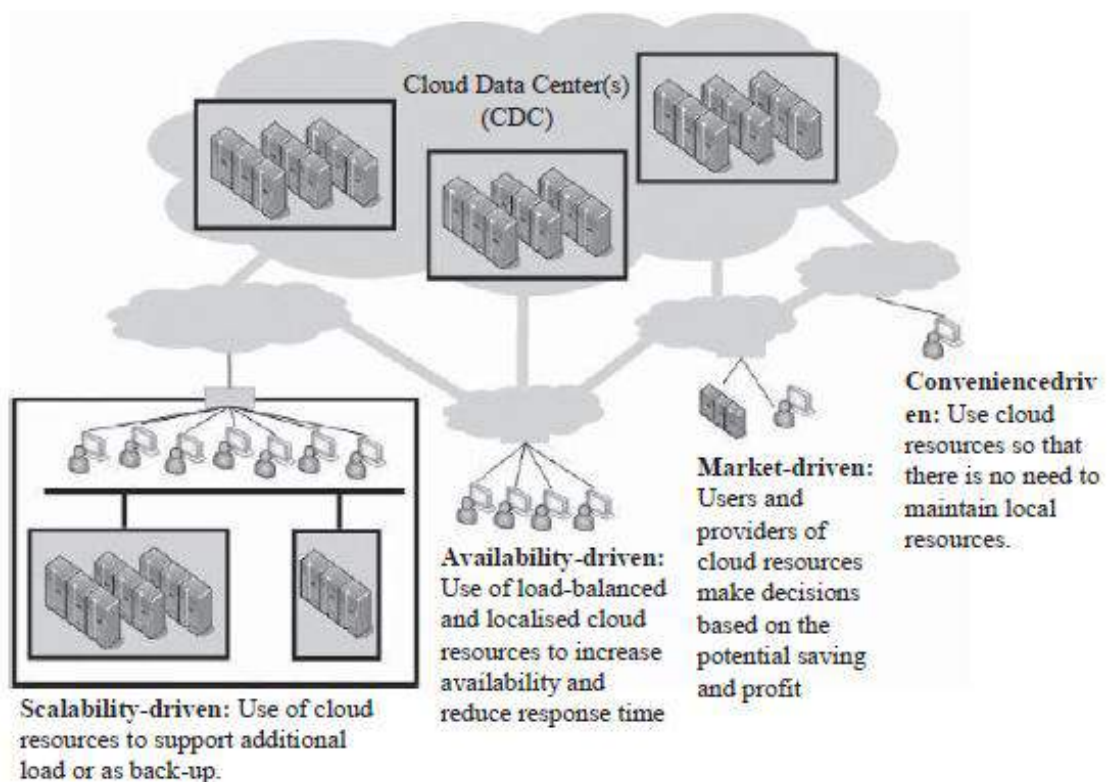 Cloud Data Center(s)
(CDC)
Conveniencedriv
en: Use cloud
resources so that
there is no need to
maintain local
resources.
Market-driven:
Users and
providers of
cloud resources
make decisions
based on the
potential saving
and profit
Availability-driven:
Use of load-balanced
and localised cloud
resources to increase
availability and
reduce response time
Scalability-driven: Use of cloud
resources to support additional
load or as back-up.